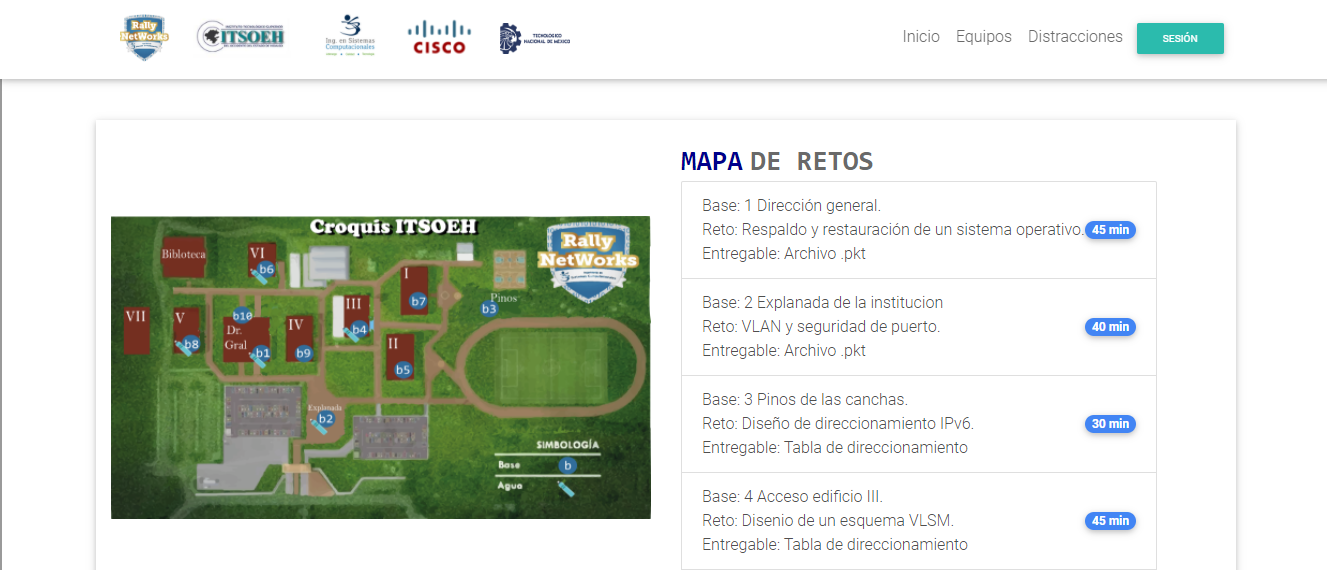 Rally
NetWorks
ITSOEH
Ing. en Sistemas
Computacionales
CISCO
TECNOLÓGICO
NACIONAL DE MÉXICO
Inicio
Equipos
Distracciones
SESIÓN
MAPA DE RETOS
Croquis ITSOEH
Rally
NetWorks
Bibloteca
VI
b6
I
b7
Pinos
b3
VII
V
b8
b10
Dr.
Gral
b1
IV
b9
III
b4
II
b5
Explanada
b2
SIMBOLOGÍA
Base
b
Agua
Base: 1 Dirección general.
Reto: Respaldo y restauración de un sistema operativo.
45 min
Entregable: Archivo .pkt
Base: 2 Explanada de la institucion
Reto: VLAN y seguridad de puerto.
40 min
Entregable: Archivo .pkt
Base: 3 Pinos de las canchas.
Reto: Diseño de direccionamiento IPv6.
30 min
Entregable: Tabla de direccionamiento
Base: 4 Acceso edificio III.
Reto: Disenio de un esquema VLSM.
45 min
Entregable: Tabla de direccionamiento